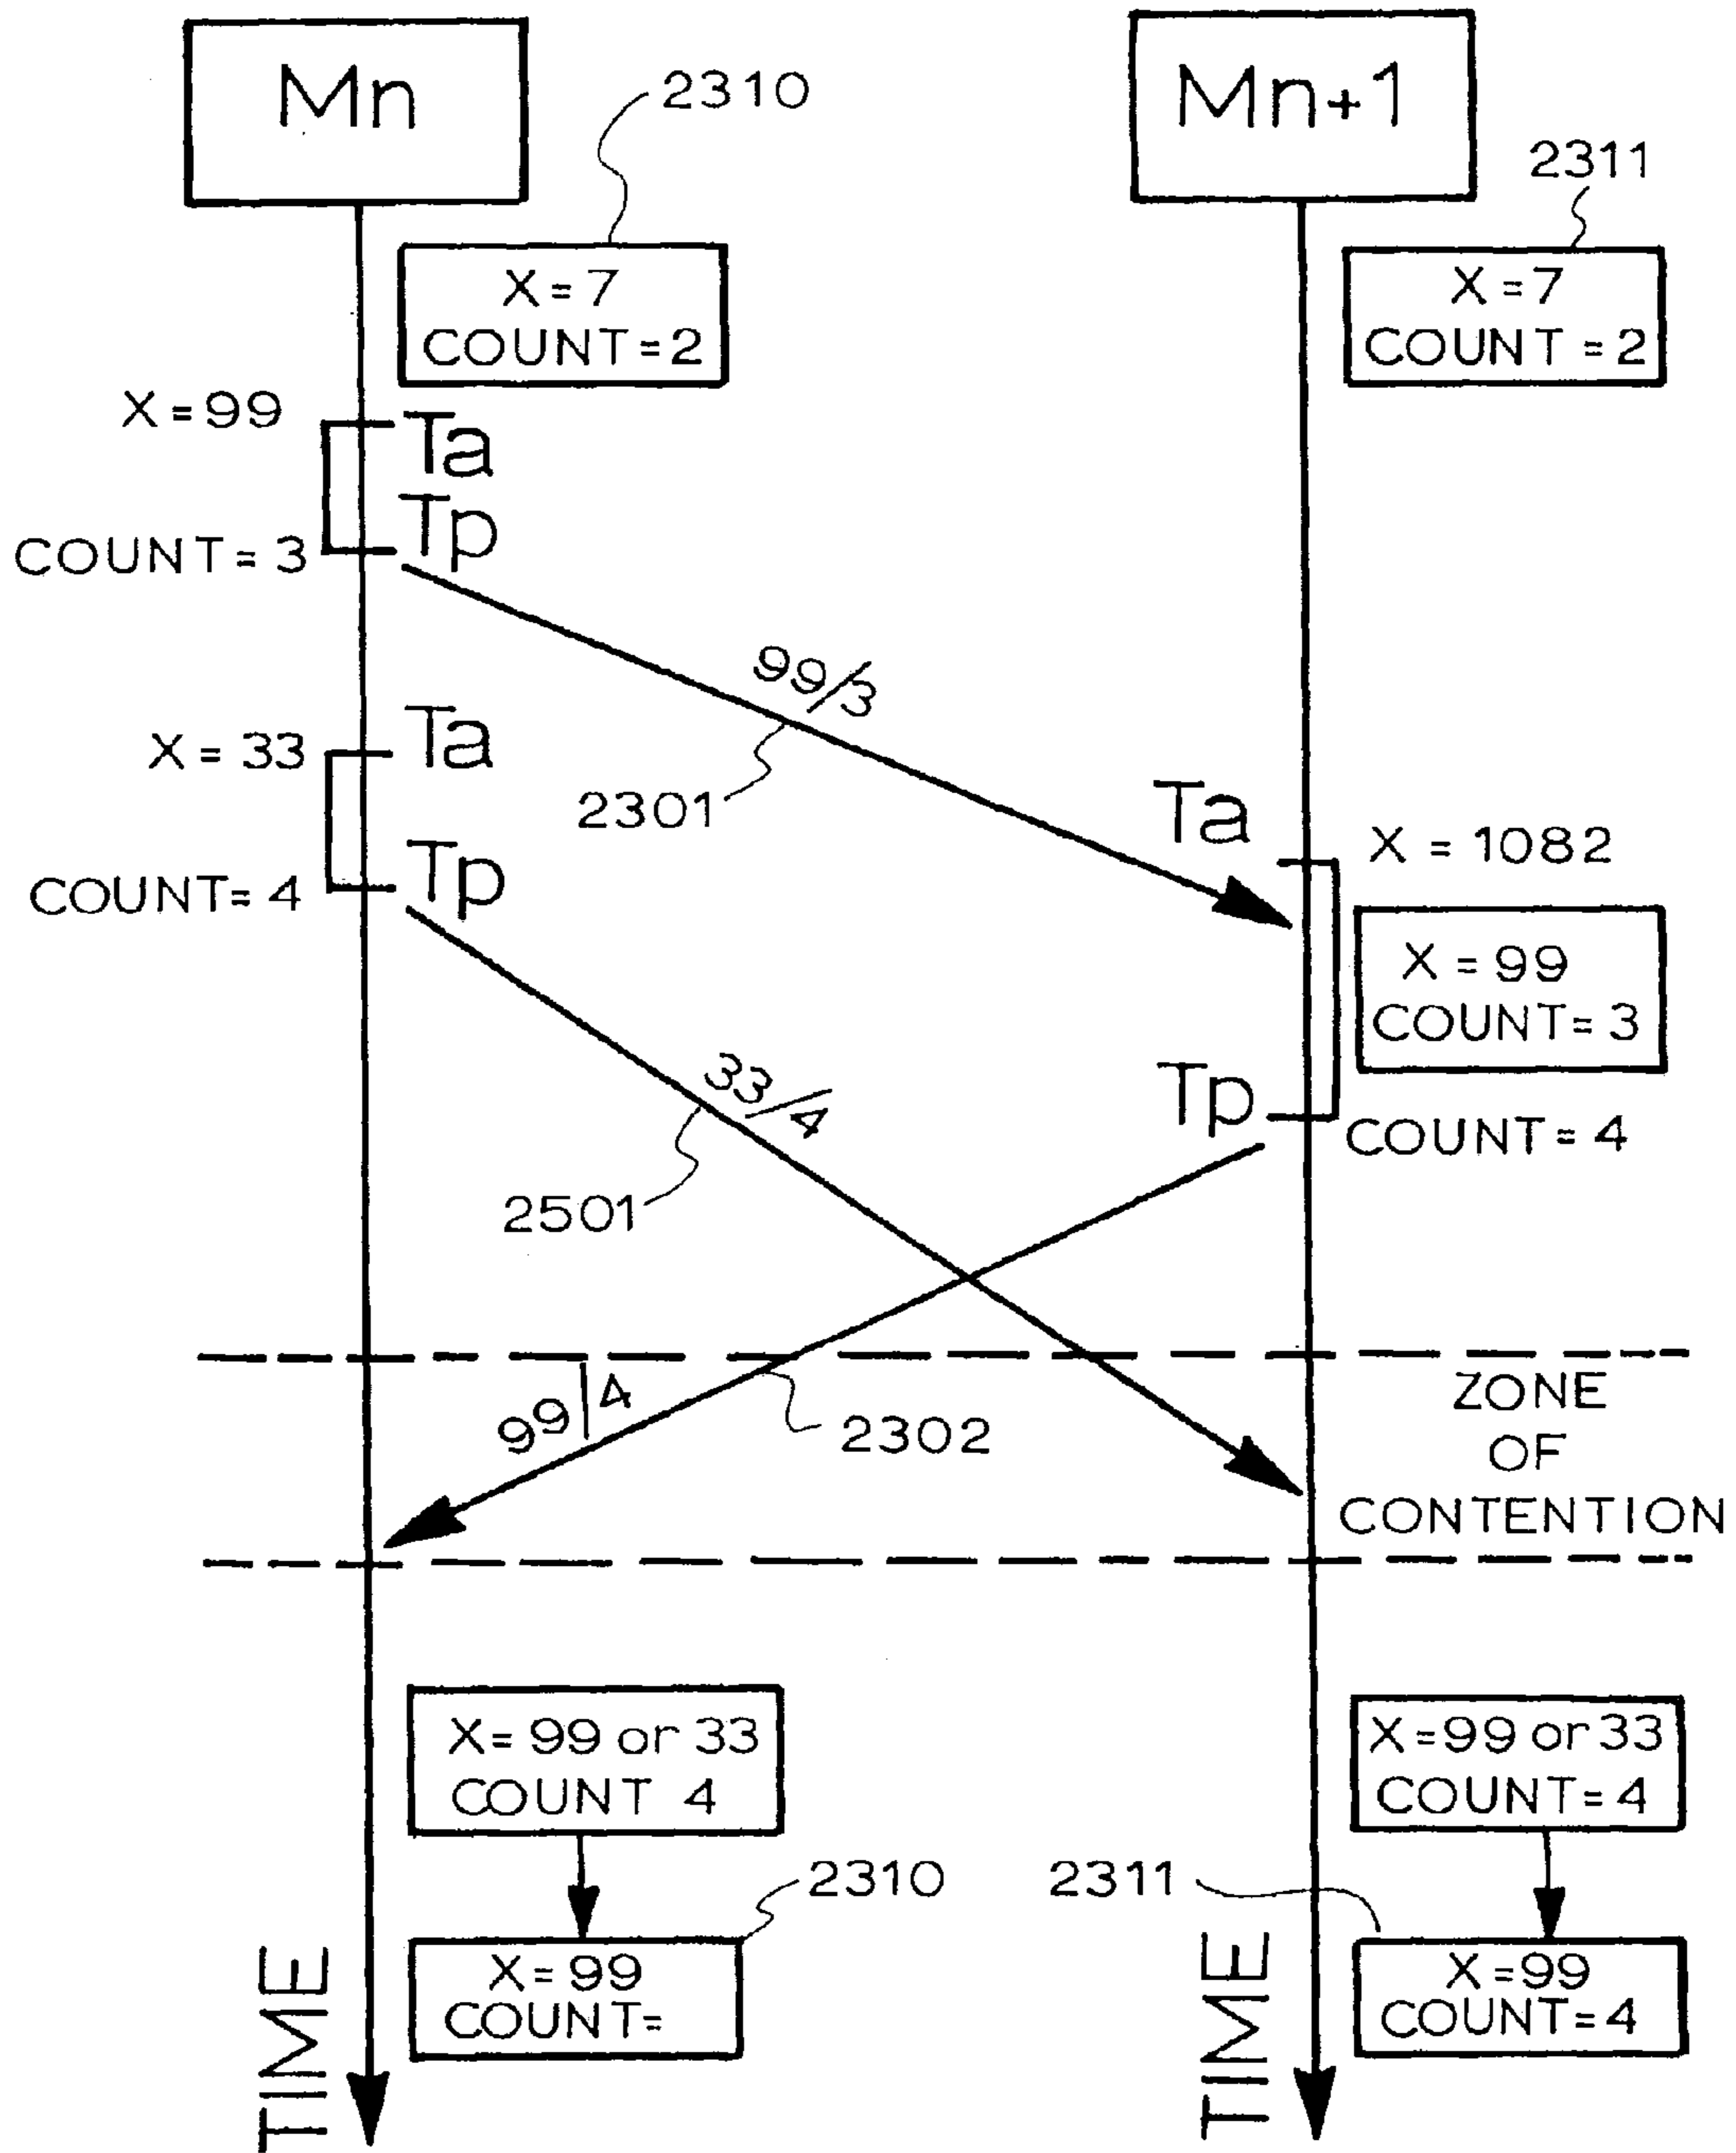 Mn
Mn+1
2310
2311
X=7
COUNT=2
X=7
COUNT=2
X=99
Ta
Tp
COUNT=3
99/3
2301
X=33
Ta
Tp
COUNT=4
Ta
X=1082
X=99
COUNT=3
Tp
COUNT=4
33/4
2501
99/4
2302
ZONE
OF
CONTENTION
X=99 or 33
COUNT 4
X=99 or 33
COUNT=4
2310
2311
X=99
COUNT=
X=99
COUNT=4
TIME
TIME